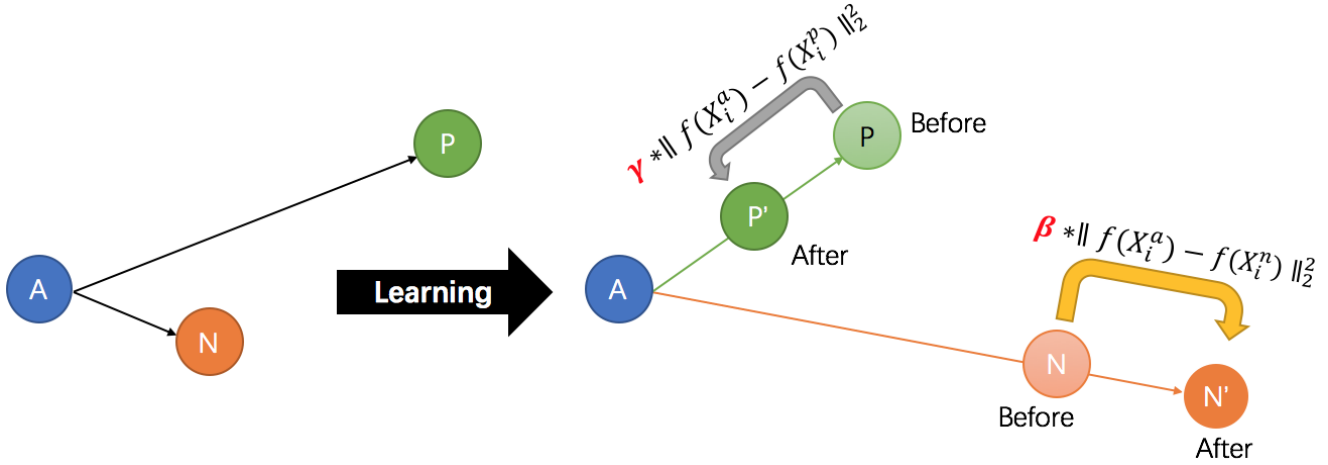 P
A
N
Learning
γ *‖ f(X_i^a) − f(X_i^p) ‖_2^2
P
Before
P'
After
A
β *‖ f(X_i^a) − f(X_i^n) ‖_2^2
N
Before
N'
After